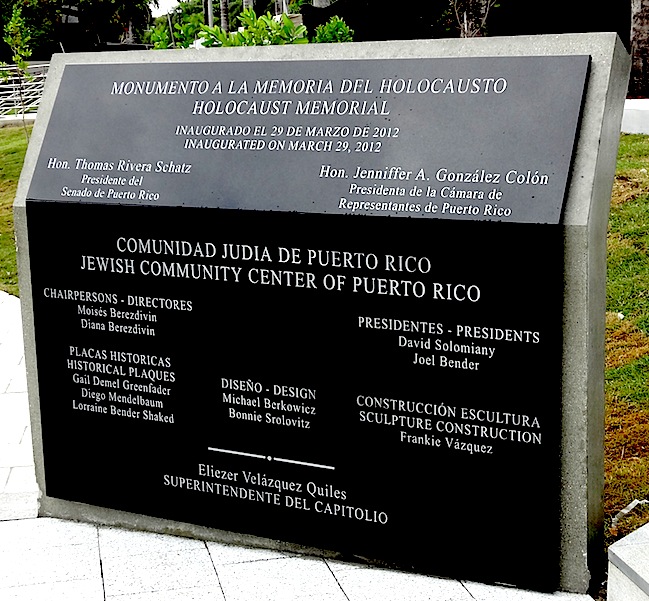 MONUMENTO A LA MEMORIA DEL HOLOCAUSTO
HOLOCAUST MEMORIAL
INAUGURADO EL 29 DE MARZO DE 2012
INAUGURATED ON MARCH 29, 2012
Hon. Thomas Rivera Schatz
Presidente del
Senado de Puerto Rico
Hon. Jenniffer A. González Colón
Presidenta de la Cámara de
Representantes de Puerto Rico
COMUNIDAD JUDIA DE PUERTO RICO
JEWISH COMMUNITY CENTER OF PUERTO RICO
CHAIRPERSONS - DIRECTORES
Moisés Berezdivin
Diana Berezdivin
PRESIDENTES - PRESIDENTS
David Solomiany
Joel Bender
PLACAS HISTORICAS
HISTORICAL PLAQUES
Gail Demel Greenfader
Diego Mendelbaum
Lorraine Bender Shaked
DISEÑO - DESIGN
Michael Berkowicz
Bonnie Srolovitz
CONSTRUCCIÓN ESCULTURA
SCULPTURE CONSTRUCTION
Frankie Vázquez
Eliezer Velázquez Quiles
SUPERINTENDENTE DEL CAPITOLIO